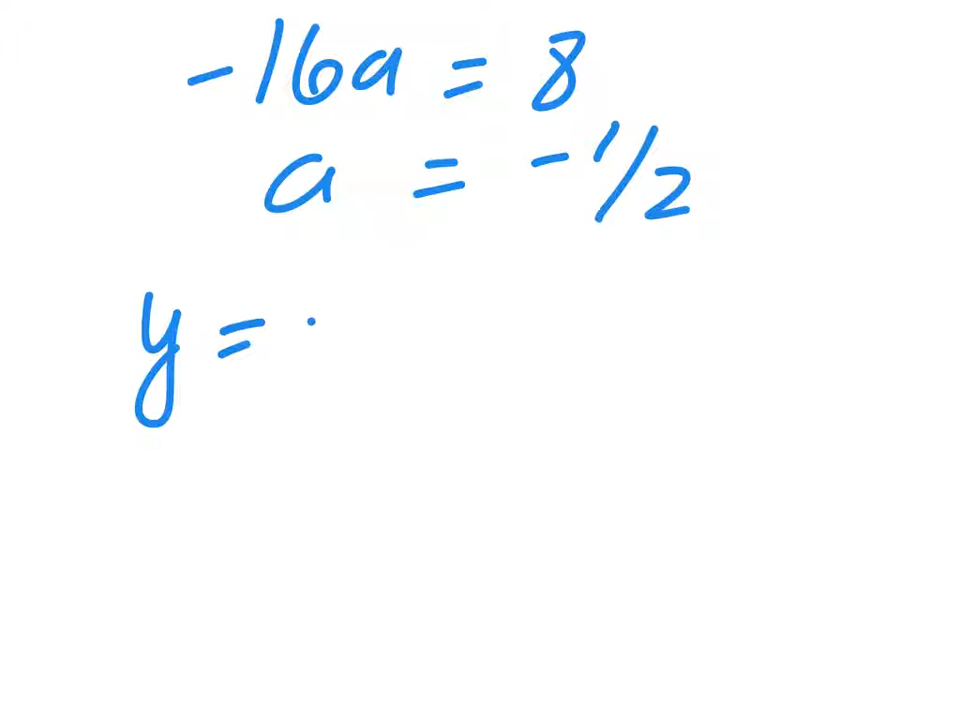 -16a = 8
a = -1/2
y =